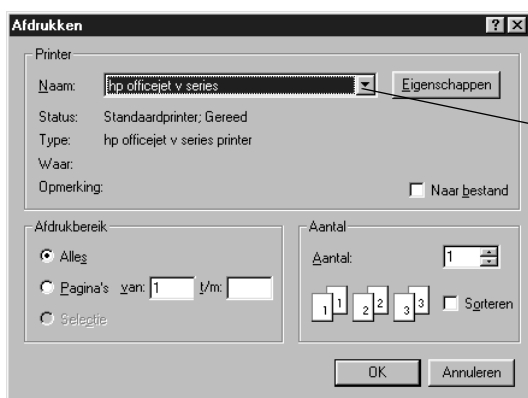 Afdrukken
Printer
Naam: hp officejet v series Eigenschappen
Status: Standaardprinter; Gereed
Type: hp officejet v series printer
Waar:
Opmerking: Naar bestand
Afdrukbereik
Alles
Pagina's van: 1 t/m:
Selectie
Aantal
Aantal: 1
1 1 2 2 3 3 Sorteren
OK Annuleren